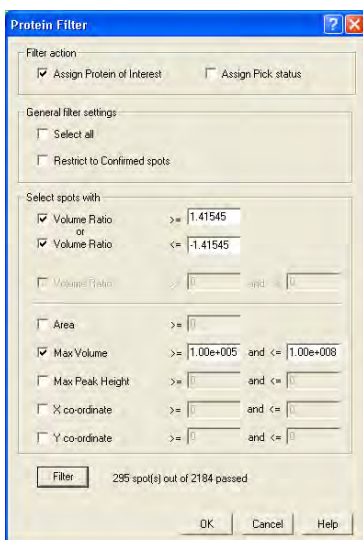 Protein Filter
Filter action
Assign Protein of Interest Assign Pick status
General filter settings
Select all
Restrict to Confirmed spots
Select spots with
Volume Ratio >= 1.41545
or
Volume Ratio <= -1.41545
Volume Ratio >= 0 and <= 0
Area >= 0
Max Volume >= 1.00e+005 and <= 1.00e+008
Max Peak Height >= 0 and <= 0
X co-ordinate >= 0 and <= 0
Y co-ordinate >= 0 and <= 0
Filter 295 spot(s) out of 2184 passed
OK Cancel Help